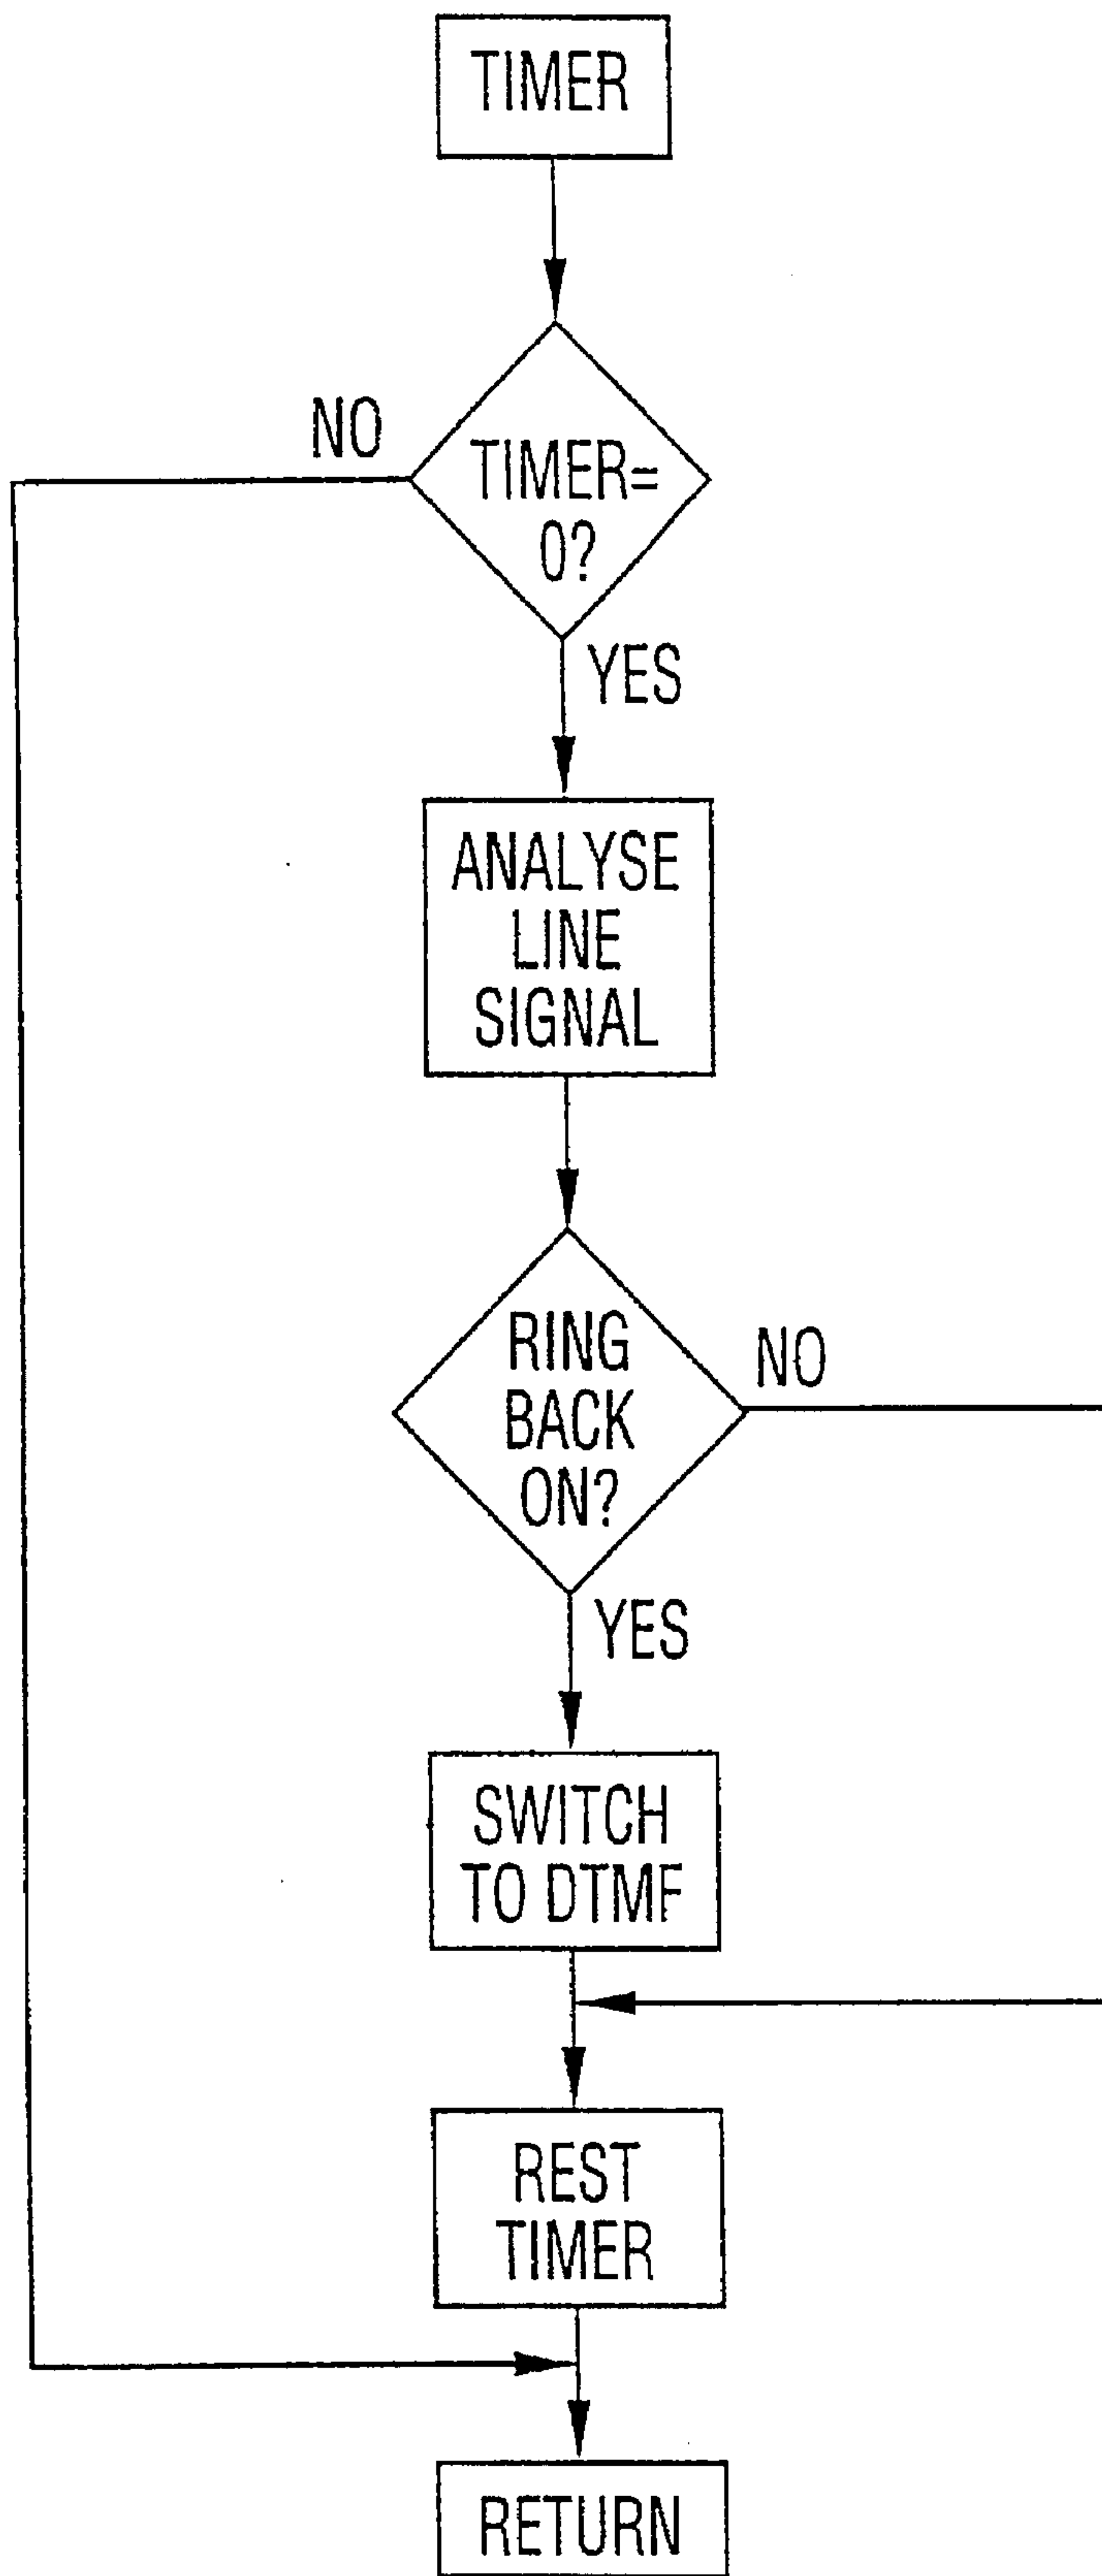 TIMER
NO
TIMER=
0?
YES
ANALYSE
LINE
SIGNAL
RING
BACK
ON?
NO
YES
SWITCH
TO DTMF
REST
TIMER
RETURN